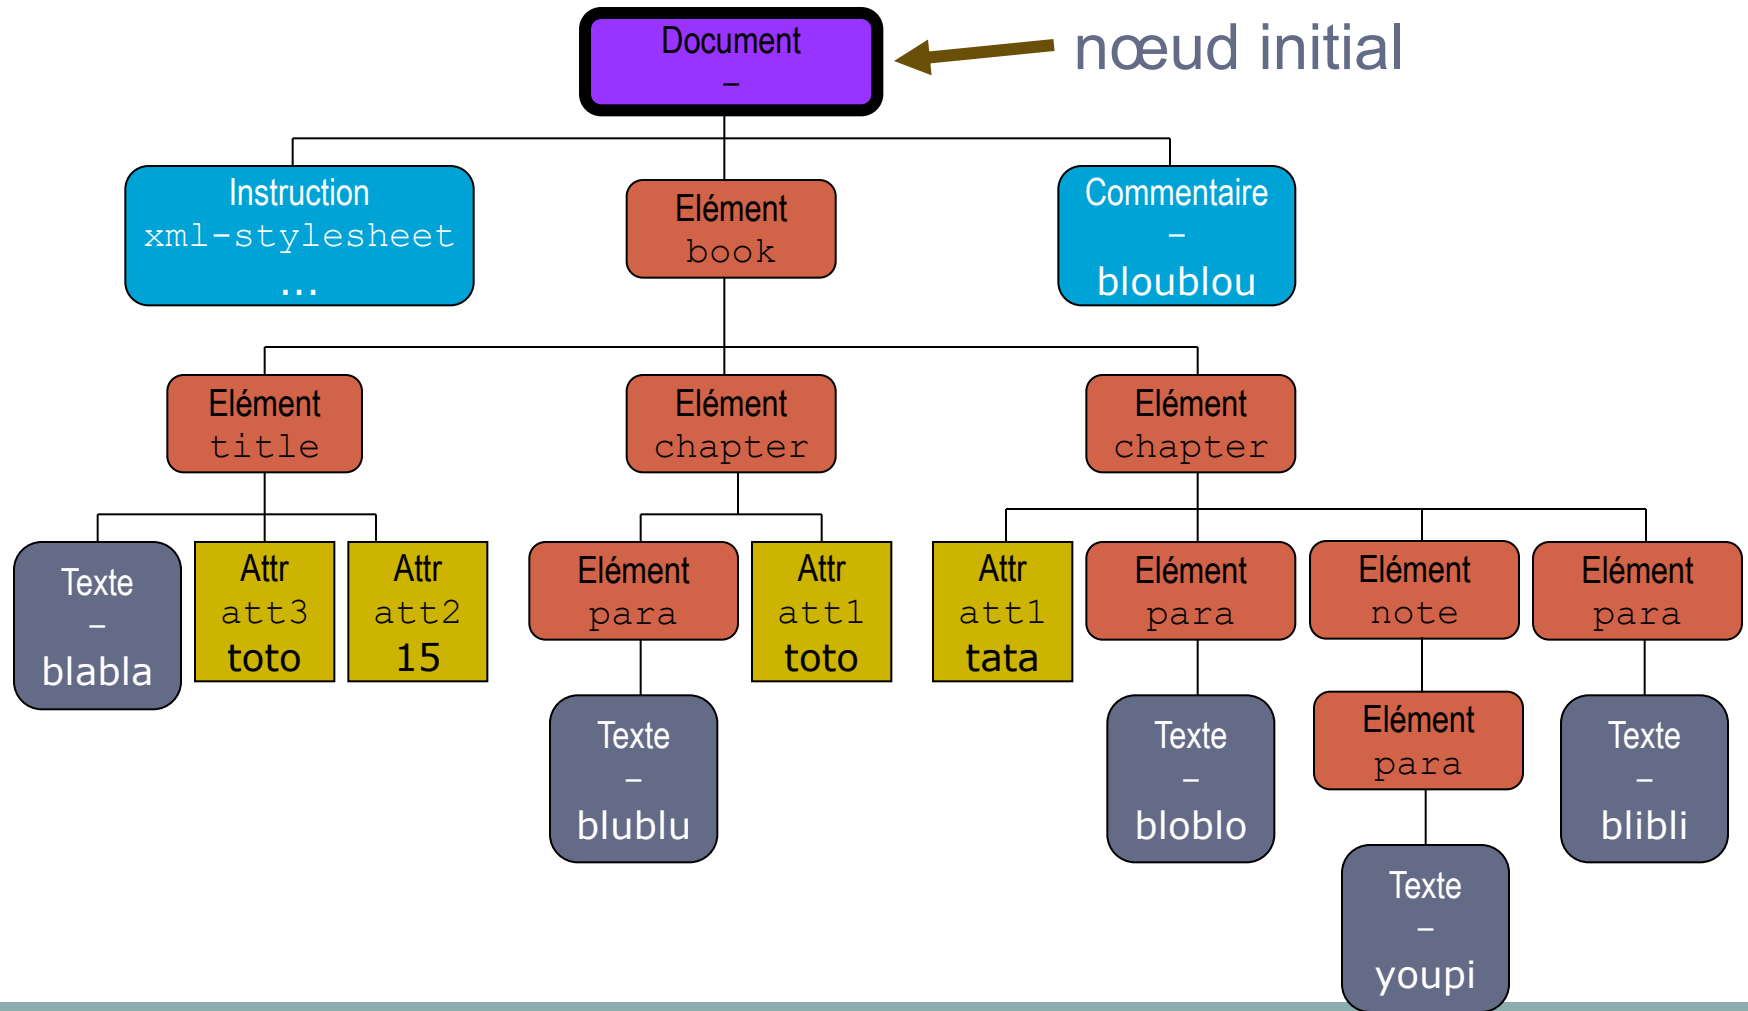 Document
-
nœud initial
Instruction
xml-stylesheet
...
Elément
book
Commentaire
-
bloublou
Elément
title
Elément
chapter
Elément
chapter
Texte
-
blabla
Attr
att3
toto
Attr
att2
15
Elément
para
Attr
att1
toto
Attr
att1
tata
Elément
para
Elément
note
Elément
para
Texte
-
blublu
Texte
-
bloblo
Elément
para
Texte
-
blibli
Texte
-
youpi